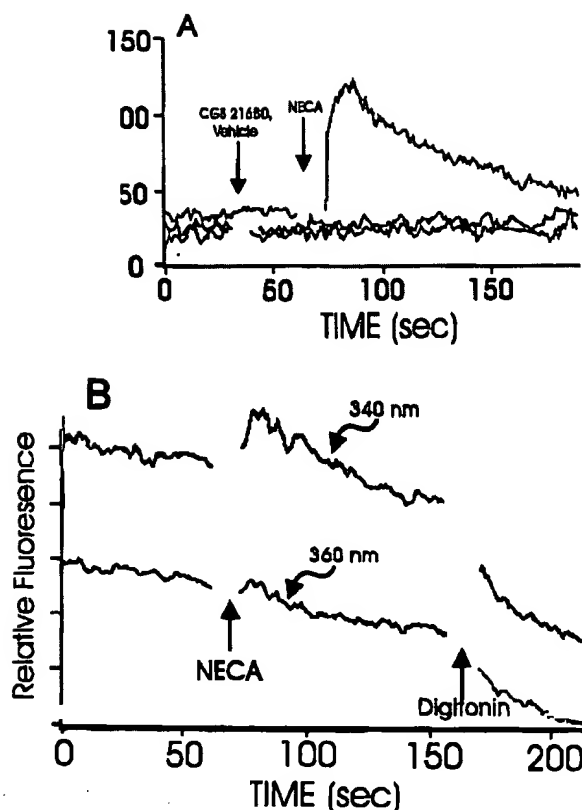 A
150
CGS 21680,
Vehicle
NECA
00
50
0
0 50 100 150
TIME (sec)
B
340 nm
Relative Fluoresence
360 nm
NECA
Digitonin
0 50 100 150 200
TIME (sec)